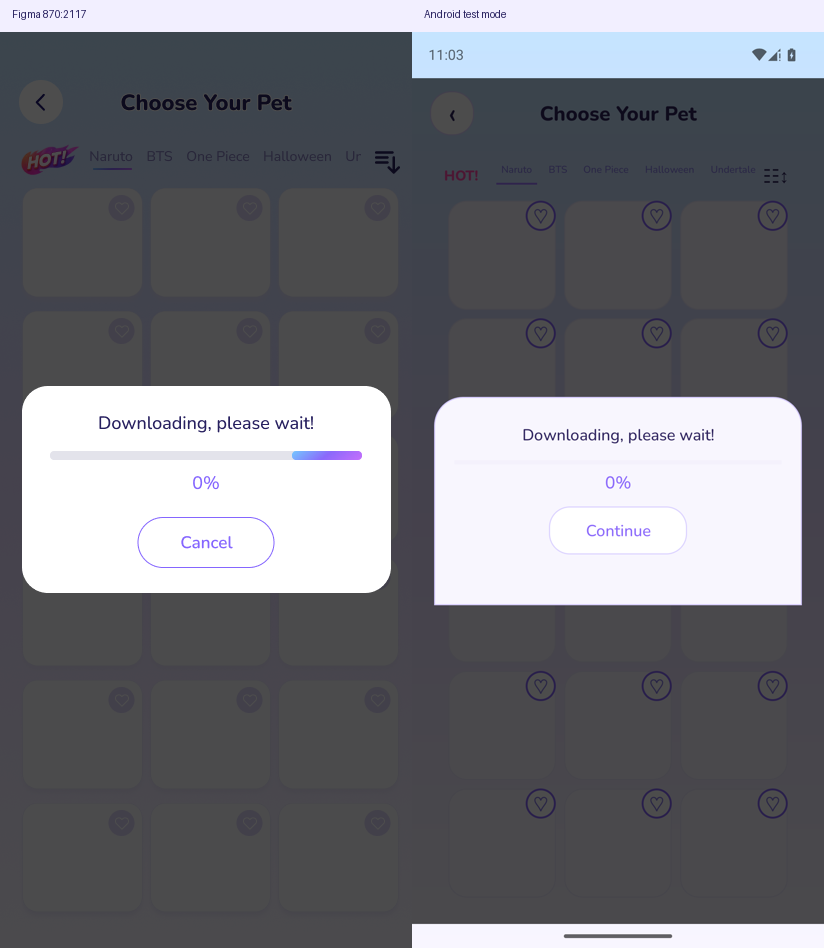 Figma 870:2117
Choose Your Pet
HOT! Naruto BTS One Piece Halloween Ur
Downloading, please wait!
0%
Cancel
Android test mode
11:03
Choose Your Pet
HOT! Naruto BTS One Piece Halloween Undertale
Downloading, please wait!
0%
Continue